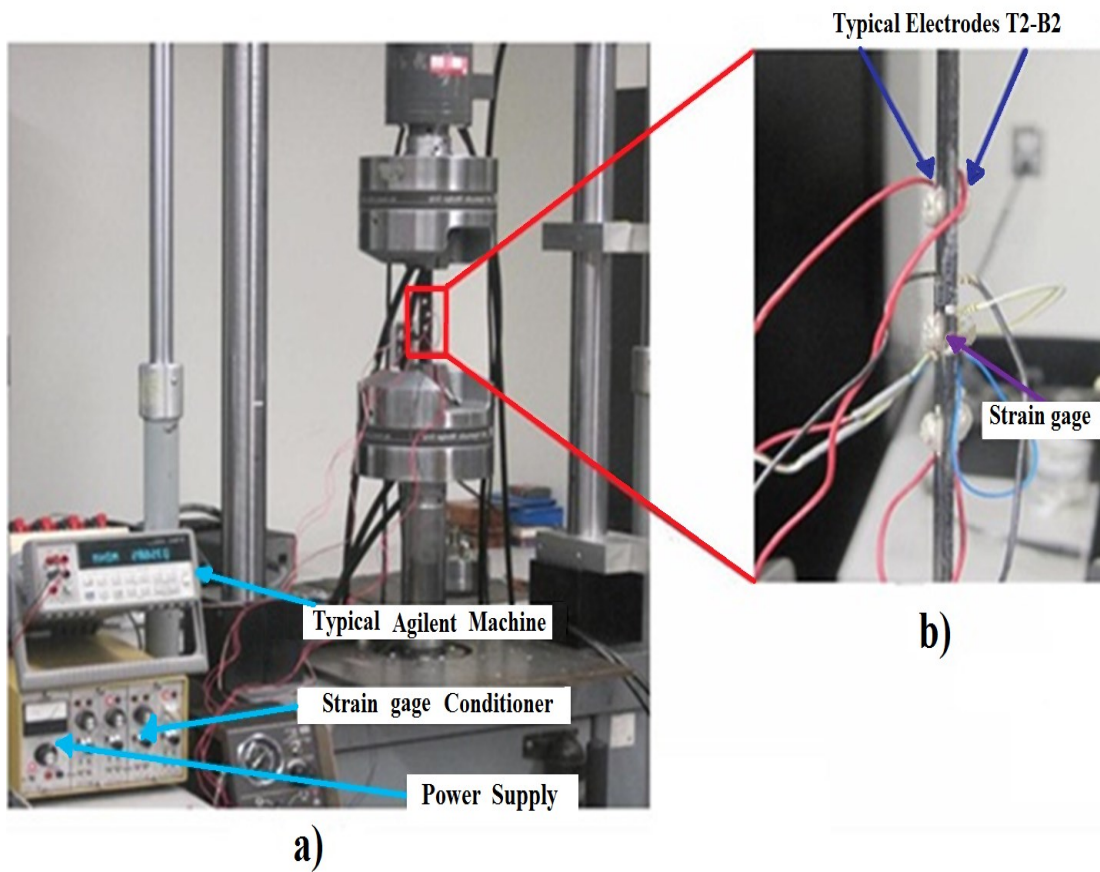 Typical Electrodes T2-B2
Strain gage
Typical Agilent Machine
Strain gage Conditioner
Power Supply
b)
a)